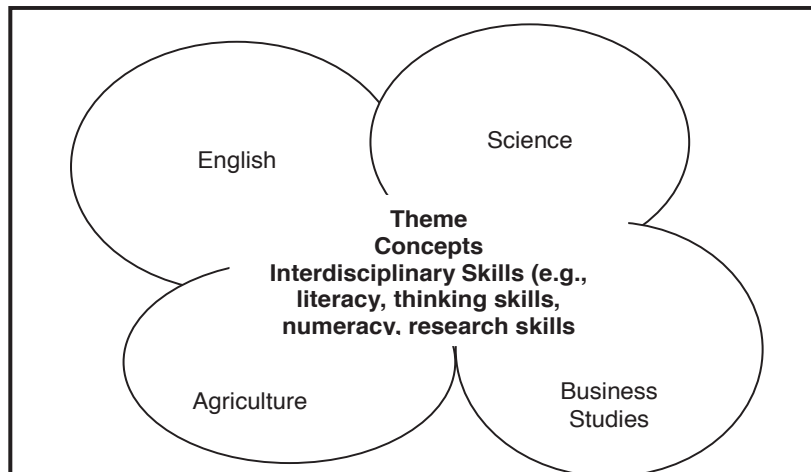 English
Science
Theme
Concepts
Interdisciplinary Skills (e.g.,
literacy, thinking skills,
numeracy, research skills
Agriculture
Business
Studies